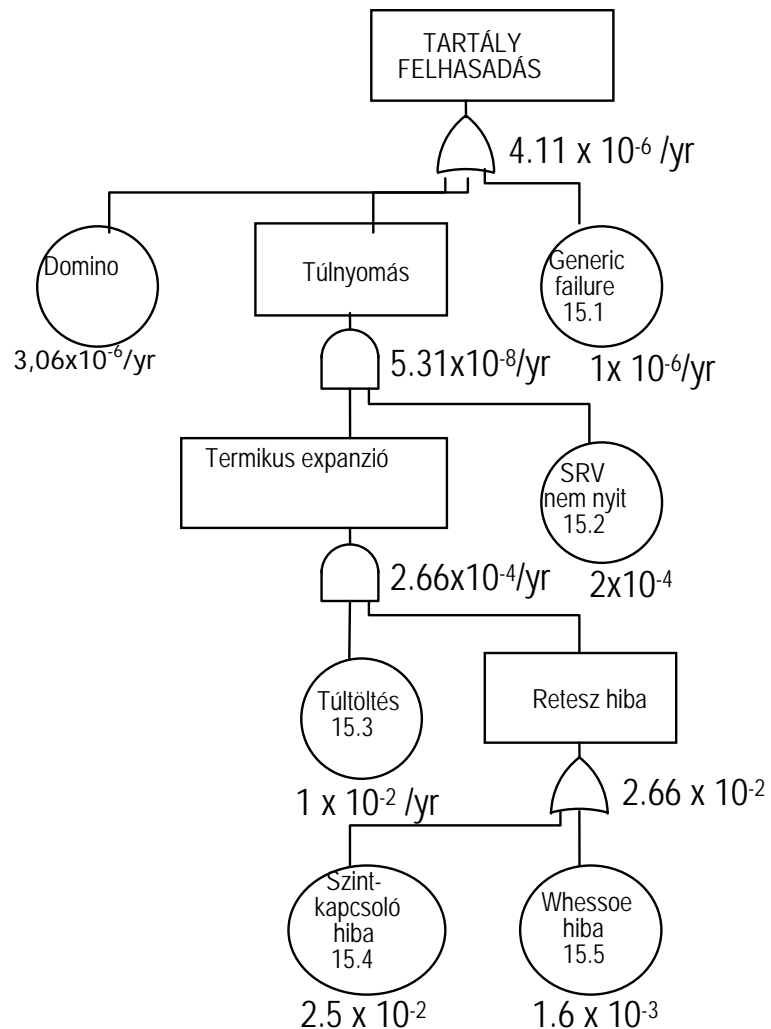 TARTÁLY
FELHASADÁS
4.11 x 10⁻⁶ /yr
Domino
3,06x10⁻⁶/yr
Túlnyomás
Generic
failure
15.1
5.31x10⁻⁸/yr
1x 10⁻⁶/yr
Termikus expanzió
SRV
nem nyit
15.2
2.66x10⁻⁴/yr
2x10⁻⁴
Túltöltés
15.3
Retesz hiba
1 x 10⁻² /yr
2.66 x 10⁻²
Szint-
kapcsoló
hiba
15.4
Whessoe
hiba
15.5
2.5 x 10⁻²
1.6 x 10⁻³